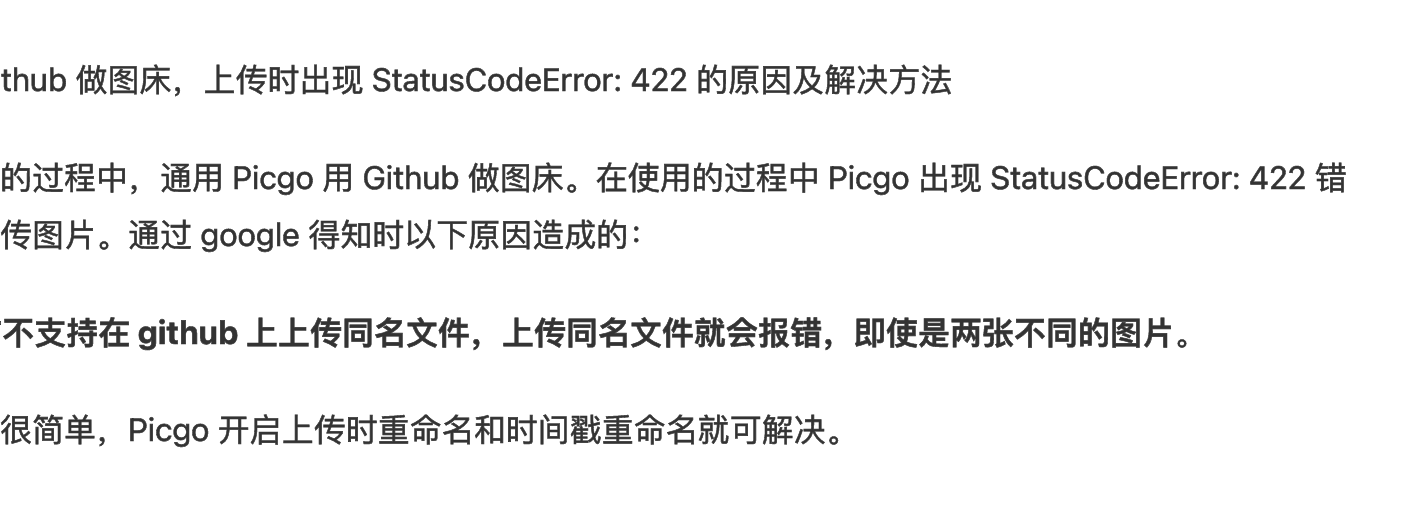 thub 做图床，上传时出现 StatusCodeError: 422 的原因及解决方法
的过程中，通用 Picgo 用 Github 做图床。在使用的过程中 Picgo 出现 StatusCodeError: 422 错
传图片。通过 google 得知时以下原因造成的：
不支持在 github 上上传同名文件，上传同名文件就会报错，即使是两张不同的图片。
很简单，Picgo 开启上传时重命名和时间戳重命名就可解决。